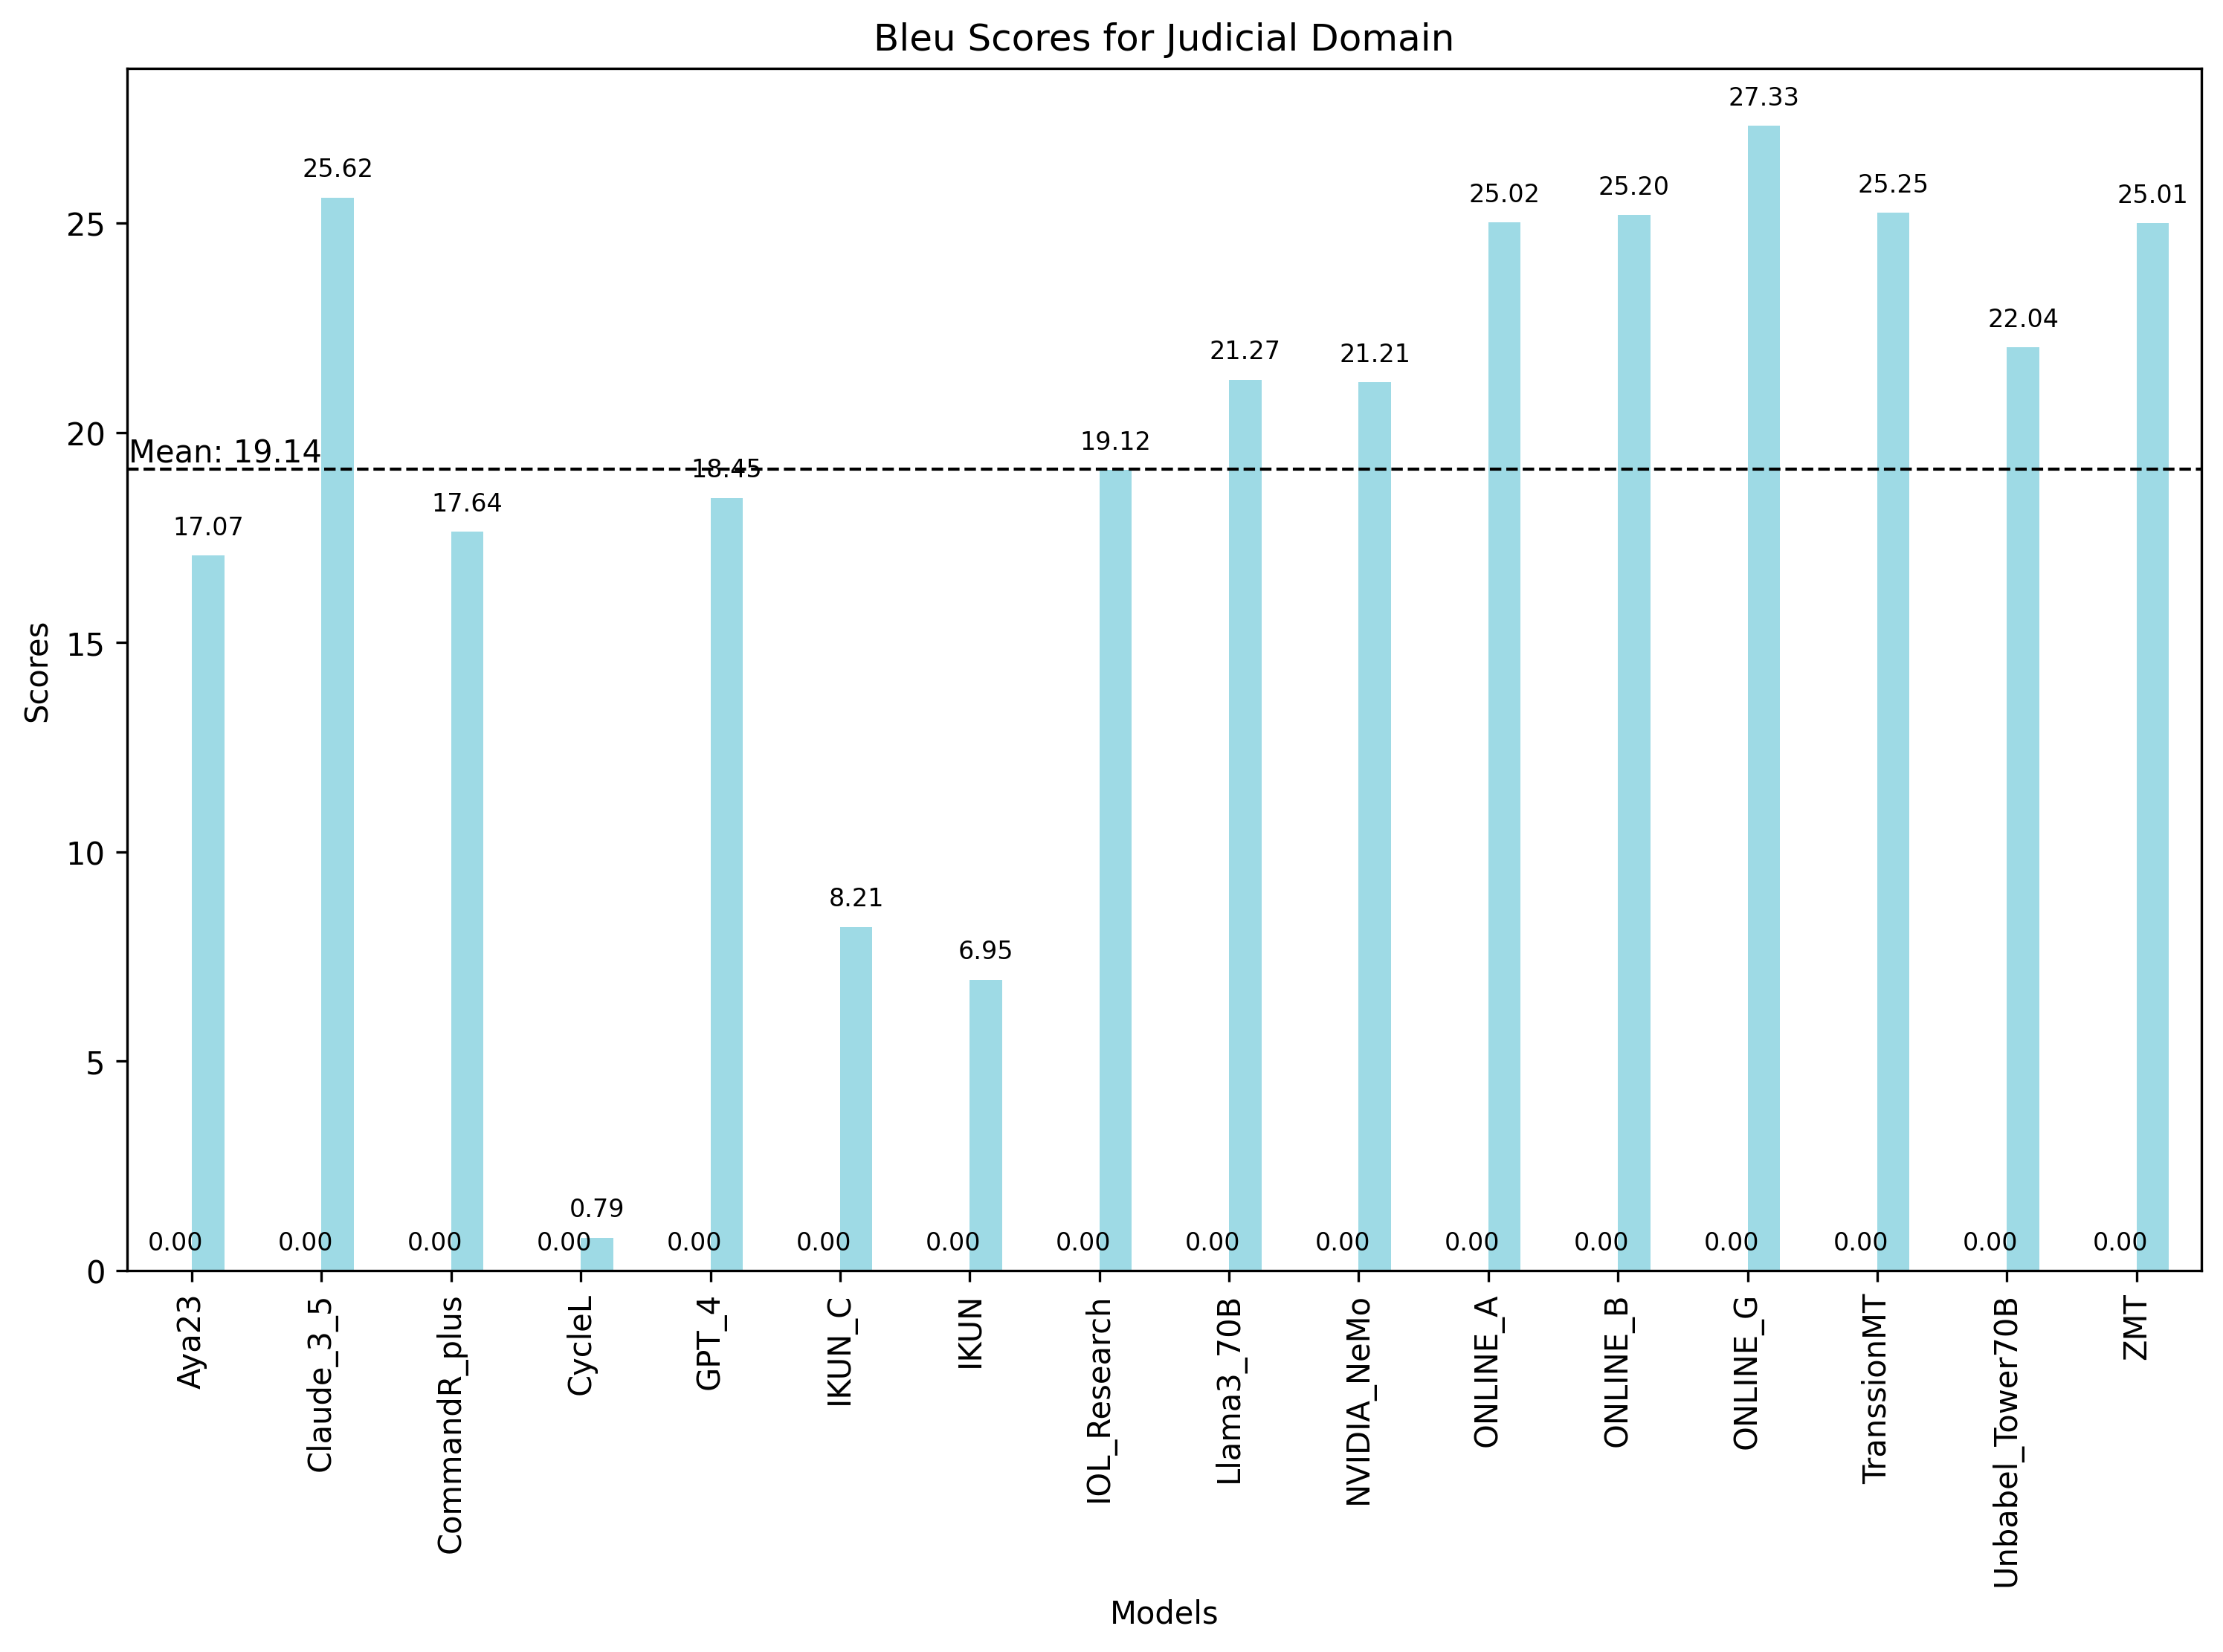 Bleu Scores for Judicial Domain
27.33
25.62
25.02
25.20
25.25
25.01
25
22.04
21.27
21.21
20
Mean: 19.14
18.45
19.12
17.64
17.07
15
Scores
10
8.21
6.95
5
0.79
0.00 0.00 0.00 0.00 0.00 0.00 0.00 0.00 0.00 0.00 0.00 0.00 0.00 0.00 0.00 0.00
0
Aya23
Claude_3_5
CommandR_plus
CycleL
GPT_4
IKUN_C
IKUN
IOL_Research
Llama3_70B
NVIDIA_NeMo
ONLINE_A
ONLINE_B
ONLINE_G
TranssionMT
Unbabel_Tower70B
ZMT
Models